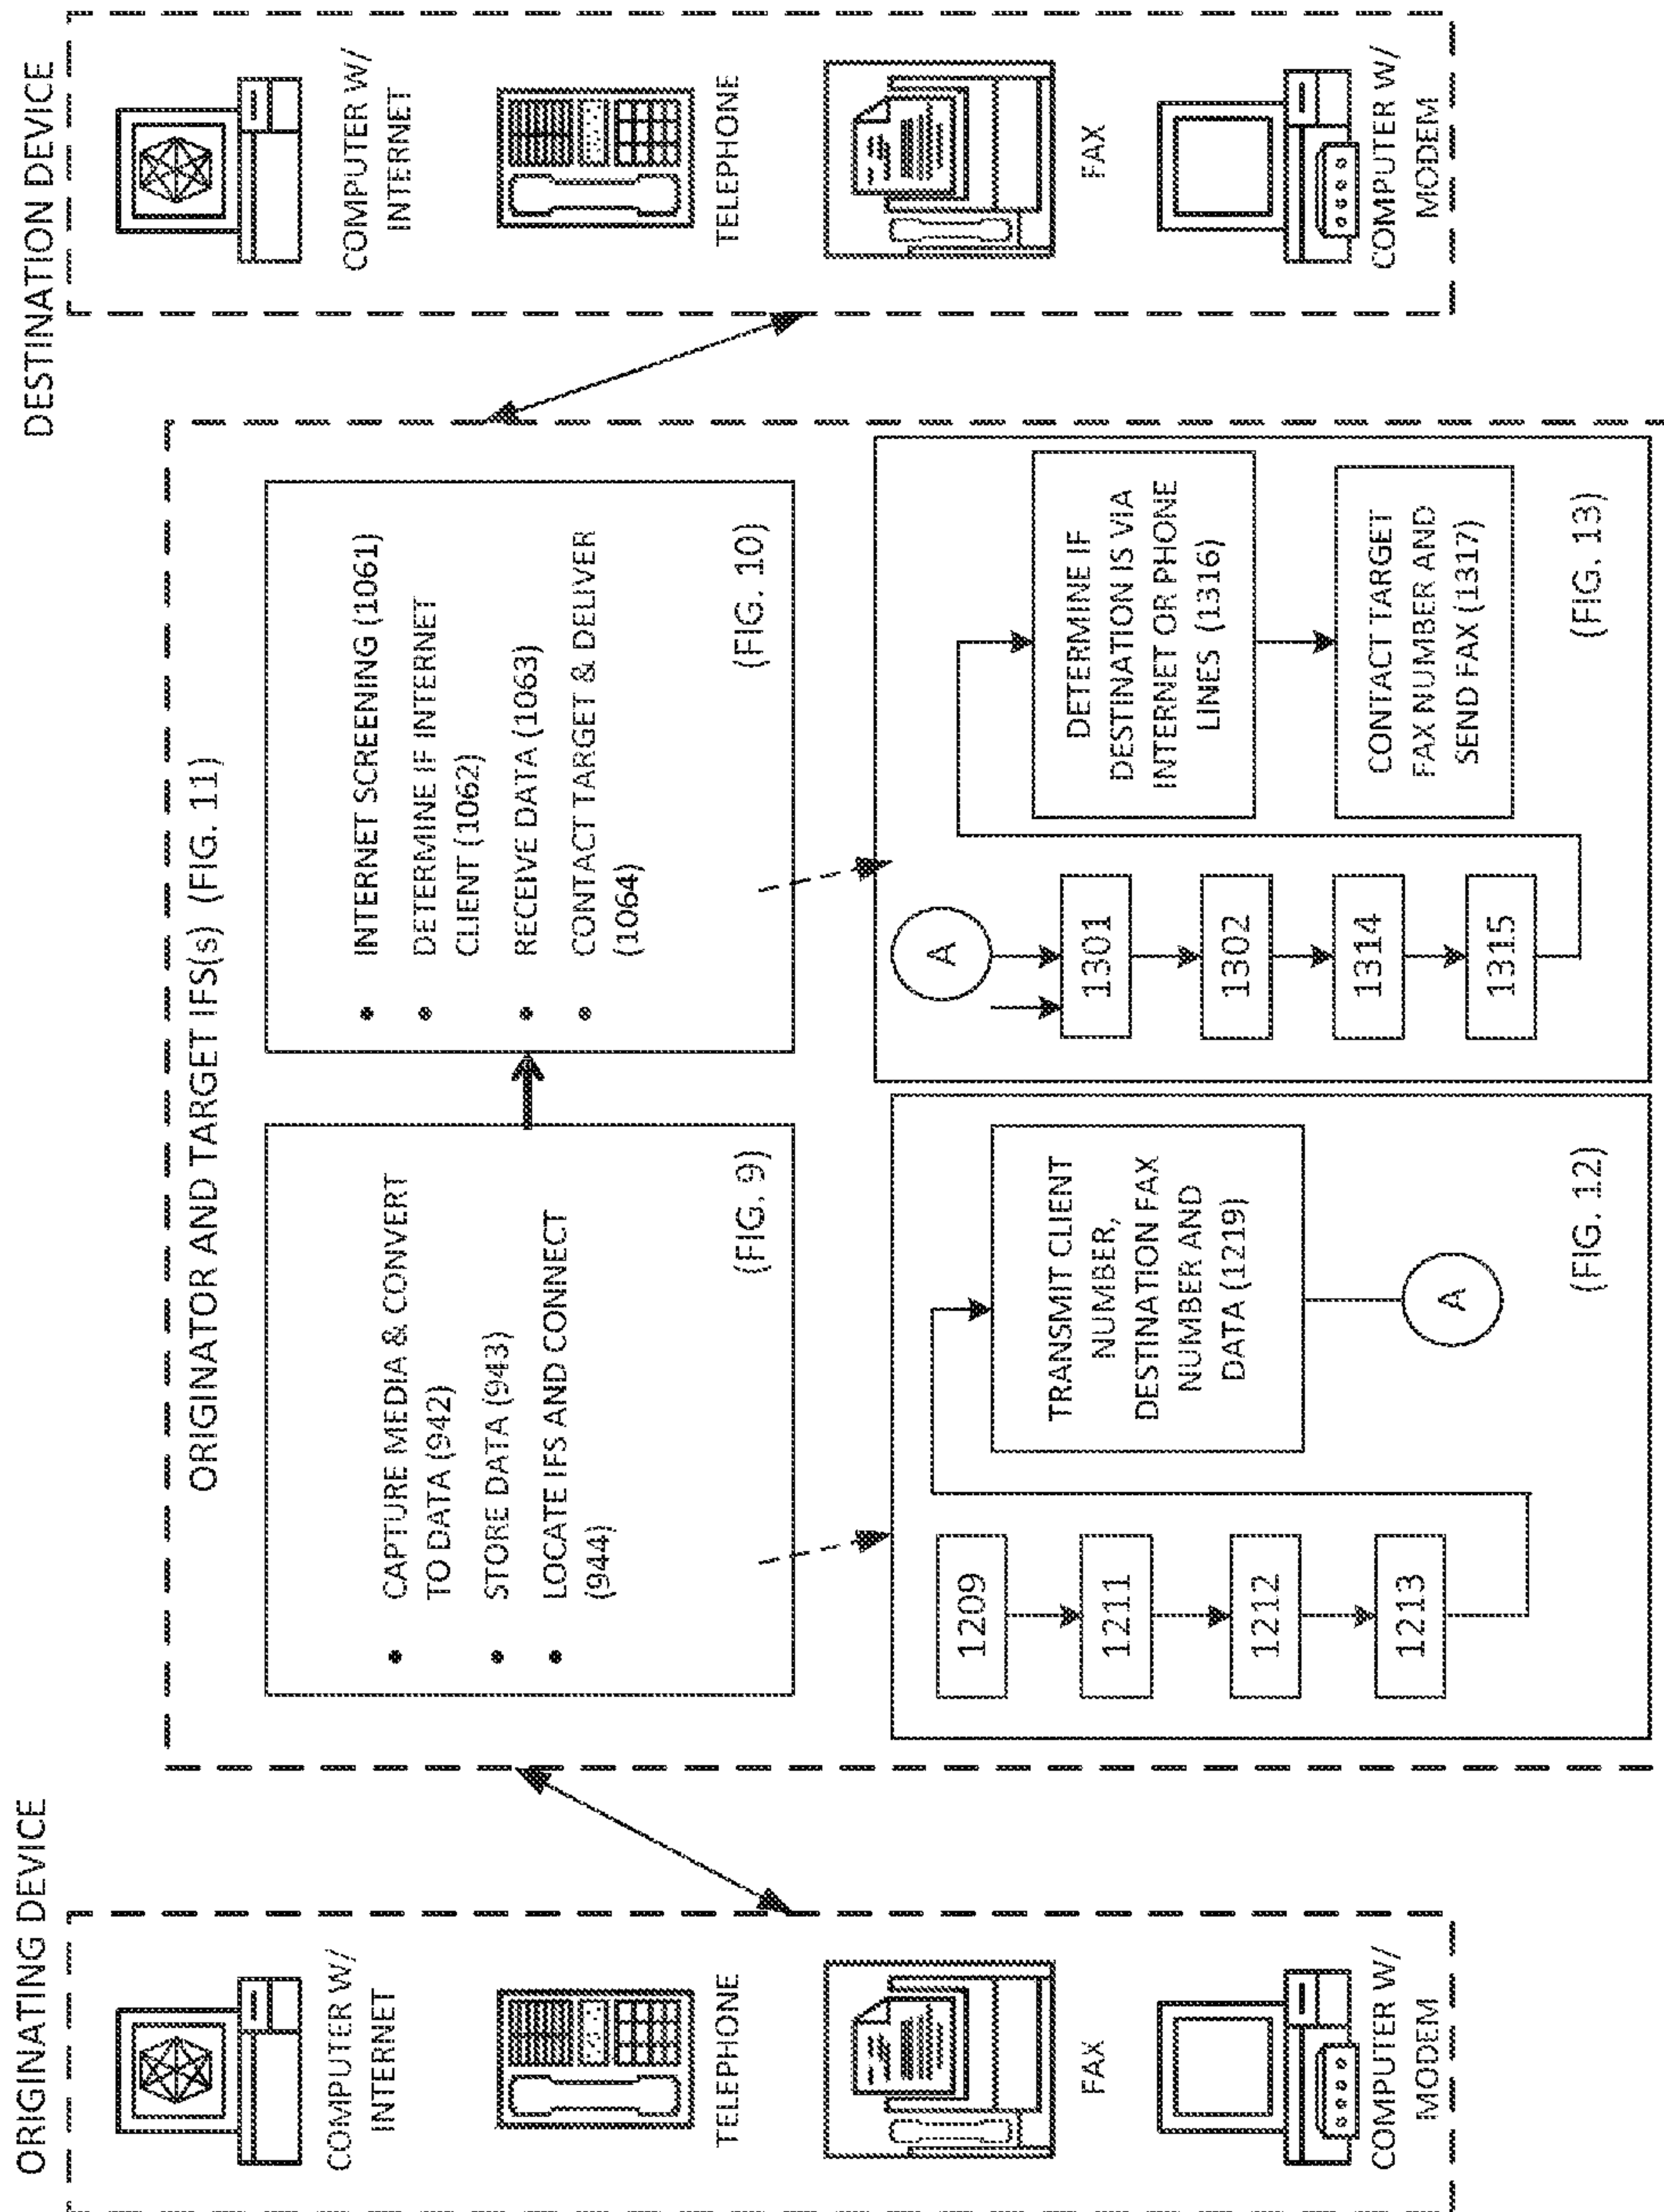 ORIGINATING DEVICE
COMPUTER W/
INTERNET
TELEPHONE
FAX
COMPUTER W/
MODEM
ORIGINATOR AND TARGET IFS(s) (FIG. 11)
• CAPTURE MEDIA & CONVERT
TO DATA (942)
• STORE DATA (943)
• LOCATE IFS AND CONNECT
(944)
(FIG. 9)
• INTERNET SCREENING (1061)
• DETERMINE IF INTERNET
CLIENT (1062)
• RECEIVE DATA (1063)
• CONTACT TARGET & DELIVER
(1064)
(FIG. 10)
1209
1211
1212
1213
TRANSMIT CLIENT
NUMBER,
DESTINATION FAX
NUMBER AND
DATA (1219)
A
(FIG. 12)
A
1301
1302
1314
1315
DETERMINE IF
DESTINATION IS VIA
INTERNET OR PHONE
LINES (1316)
CONTACT TARGET
FAX NUMBER AND
SEND FAX (1317)
(FIG. 13)
DESTINATION DEVICE
COMPUTER W/
INTERNET
TELEPHONE
FAX
COMPUTER W/
MODEM